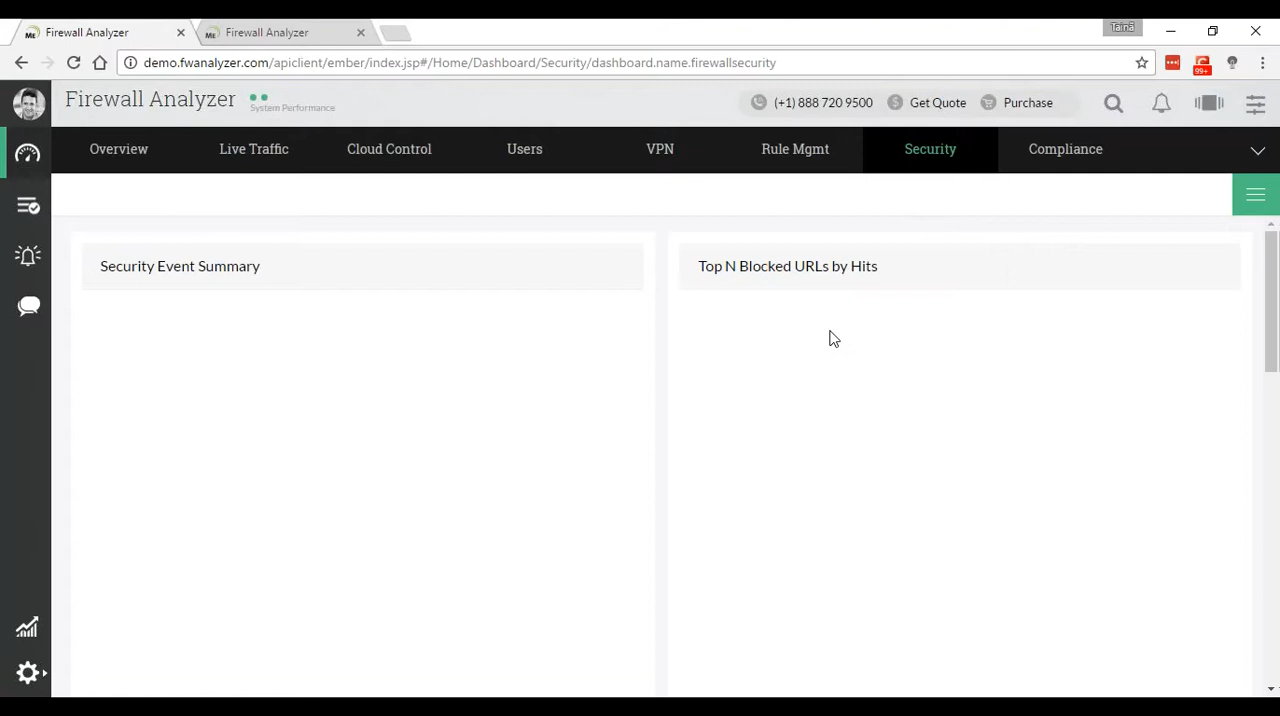 Firewall Analyzer
Firewall Analyzer
Tainá
demo.fwanalyzer.com/apiclient/ember/index.jsp#/Home/Dashboard/Security/dashboard.name.firewallsecurity
99+
Firewall Analyzer
System Performance
(+1) 888 720 9500
Get Quote
Purchase
Overview
Live Traffic
Cloud Control
Users
VPN
Rule Mgmt
Security
Compliance
Security Event Summary
Top N Blocked URLs by Hits